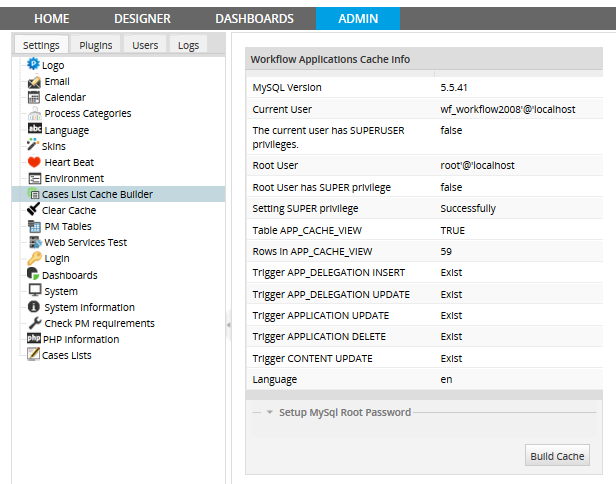 HOME DESIGNER DASHBOARDS ADMIN
Settings Plugins Users Logs
Logo
Email
Calendar
Process Categories
abc Language
Skins
Heart Beat
Environment
Cases List Cache Builder
Clear Cache
PM Tables
Web Services Test
Login
Dashboards
System
System Information
Check PM requirements
php PHP Information
Cases Lists
Workflow Applications Cache Info
MySQL Version 5.5.41
Current User wf_workflow2008'@'localhost
The current user has SUPERUSER false
privileges.
Root User root'@'localhost
Root User has SUPER privilege false
Setting SUPER privilege Successfully
Table APP_CACHE_VIEW TRUE
Rows in APP_CACHE_VIEW 59
Trigger APP_DELEGATION INSERT Exist
Trigger APP_DELEGATION UPDATE Exist
Trigger APPLICATION UPDATE Exist
Trigger APPLICATION DELETE Exist
Trigger CONTENT UPDATE Exist
Language en
Setup MySql Root Password
Build Cache